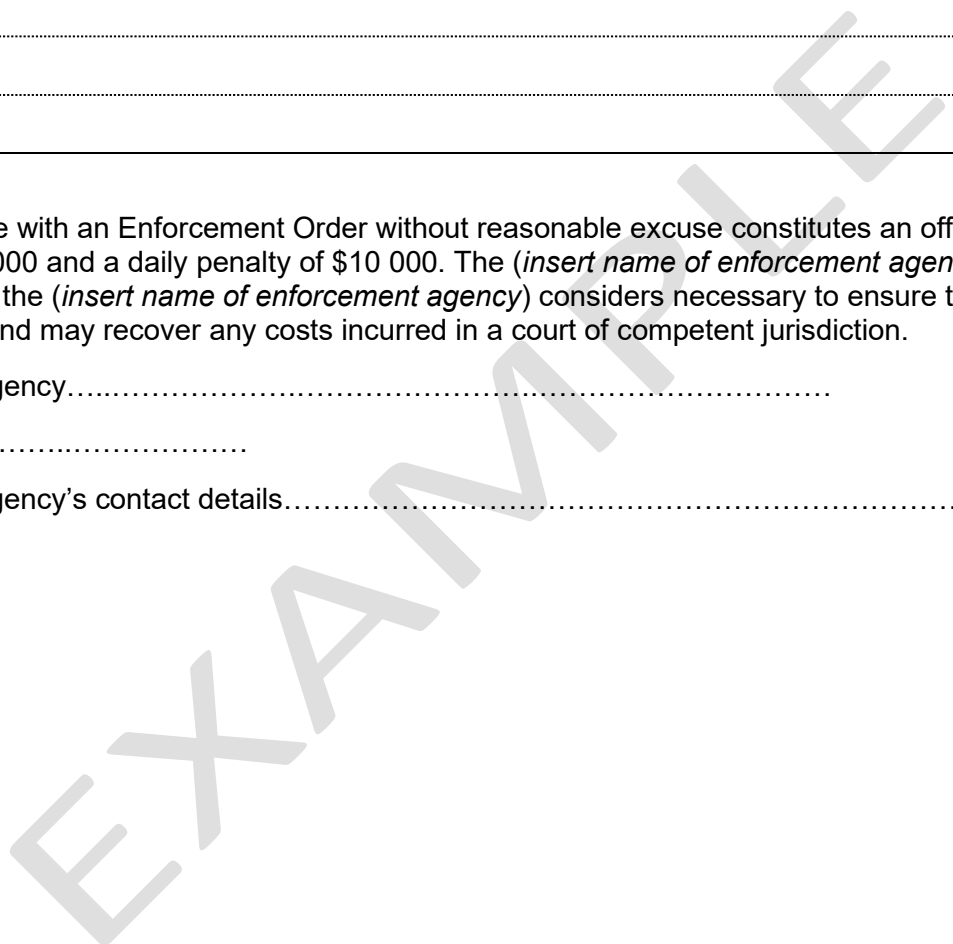 e with an Enforcement Order without reasonable excuse constitutes an off
000 and a daily penalty of $10 000. The (insert name of enforcement agen
the (insert name of enforcement agency) considers necessary to ensure t
nd may recover any costs incurred in a court of competent jurisdiction.
gency…..……………….…………………….……………………………
……..………………
gency’s contact details…….………………………………………….………
EXAMPLE